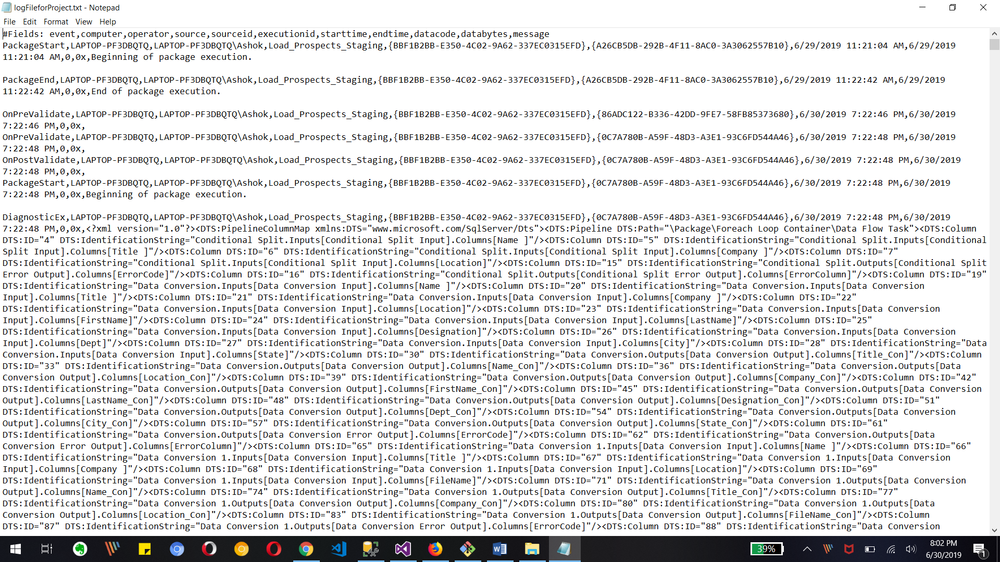 logFileforProject.txt - Notepad
File Edit Format View Help
#Fields: event,computer,operator,source,sourceid,executionid,starttime,endtime,datacode,databytes,message
PackageStart,LAPTOP-PF3DBQTQ,LAPTOP-PF3DBQTQ\Ashok,Load_Prospects_Staging,{BBF1B2BB-E350-4C02-9A62-337EC0315EFD},{A26CB5DB-292B-4F11-8AC0-3A3062557B10},6/29/2019 11:21:04 AM,6/29/2019
11:21:04 AM,0,0x,Beginning of package execution.
PackageEnd,LAPTOP-PF3DBQTQ,LAPTOP-PF3DBQTQ\Ashok,Load_Prospects_Staging,{BBF1B2BB-E350-4C02-9A62-337EC0315EFD},{A26CB5DB-292B-4F11-8AC0-3A3062557B10},6/29/2019 11:22:42 AM,6/29/2019
11:22:42 AM,0,0x,End of package execution.
OnPreValidate,LAPTOP-PF3DBQTQ,LAPTOP-PF3DBQTQ\Ashok,Load_Prospects_Staging,{BBF1B2BB-E350-4C02-9A62-337EC0315EFD},{86ADC122-B336-42DD-9FE7-58FB85373680},6/30/2019 7:22:46 PM,6/30/2019
7:22:46 PM,0,0x,
OnPreValidate,LAPTOP-PF3DBQTQ,LAPTOP-PF3DBQTQ\Ashok,Load_Prospects_Staging,{BBF1B2BB-E350-4C02-9A62-337EC0315EFD},{0C7A780B-A59F-48D3-A3E1-93C6FD544A46},6/30/2019 7:22:48 PM,6/30/2019
7:22:48 PM,0,0x,
OnPostValidate,LAPTOP-PF3DBQTQ,LAPTOP-PF3DBQTQ\Ashok,Load_Prospects_Staging,{BBF1B2BB-E350-4C02-9A62-337EC0315EFD},{0C7A780B-A59F-48D3-A3E1-93C6FD544A46},6/30/2019 7:22:48 PM,6/30/2019
7:22:48 PM,0,0x,
PackageStart,LAPTOP-PF3DBQTQ,LAPTOP-PF3DBQTQ\Ashok,Load_Prospects_Staging,{BBF1B2BB-E350-4C02-9A62-337EC0315EFD},{0C7A780B-A59F-48D3-A3E1-93C6FD544A46},6/30/2019 7:22:48 PM,6/30/2019
7:22:48 PM,0,0x,Beginning of package execution.
DiagnosticEx,LAPTOP-PF3DBQTQ,LAPTOP-PF3DBQTQ\Ashok,Load_Prospects_Staging,{BBF1B2BB-E350-4C02-9A62-337EC0315EFD},{0C7A780B-A59F-48D3-A3E1-93C6FD544A46},6/30/2019 7:22:48 PM,6/30/2019
7:22:48 PM,0,0x,<?xml version="1.0"?><DTS:PipelineColumnMap xmlns:DTS="www.microsoft.com/SqlServer/Dts"><DTS:Pipeline DTS:Path="\Package\Foreach Loop Container\Data Flow Task"><DTS:Column
DTS:ID="4" DTS:IdentificationString="Conditional Split.Inputs[Conditional Split Input].Columns[Name ]"/><DTS:Column DTS:ID="5" DTS:IdentificationString="Conditional Split.Inputs[Conditional
Split Input].Columns[Title ]"/><DTS:Column DTS:ID="6" DTS:IdentificationString="Conditional Split.Inputs[Conditional Split Input].Columns[Company ]"/><DTS:Column DTS:ID="7"
DTS:IdentificationString="Conditional Split.Inputs[Conditional Split Input].Columns[Location]"/><DTS:Column DTS:ID="15" DTS:IdentificationString="Conditional Split.Outputs[Conditional Split
Error Output].Columns[ErrorCode]"/><DTS:Column DTS:ID="16" DTS:IdentificationString="Conditional Split.Outputs[Conditional Split Error Output].Columns[ErrorColumn]"/><DTS:Column DTS:ID="19"
DTS:IdentificationString="Data Conversion.Inputs[Data Conversion Input].Columns[Name ]"/><DTS:Column DTS:ID="20" DTS:IdentificationString="Data Conversion.Inputs[Data Conversion
Input].Columns[Title ]"/><DTS:Column DTS:ID="21" DTS:IdentificationString="Data Conversion.Inputs[Data Conversion Input].Columns[Company ]"/><DTS:Column DTS:ID="22"
DTS:IdentificationString="Data Conversion.Inputs[Data Conversion Input].Columns[Location]"/><DTS:Column DTS:ID="23" DTS:IdentificationString="Data Conversion.Inputs[Data Conversion
Input].Columns[FirstName]"/><DTS:Column DTS:ID="24" DTS:IdentificationString="Data Conversion.Inputs[Data Conversion Input].Columns[LastName]"/><DTS:Column DTS:ID="25"
DTS:IdentificationString="Data Conversion.Inputs[Data Conversion Input].Columns[Designation]"/><DTS:Column DTS:ID="26" DTS:IdentificationString="Data Conversion.Inputs[Data Conversion
Input].Columns[Dept]"/><DTS:Column DTS:ID="27" DTS:IdentificationString="Data Conversion.Inputs[Data Conversion Input].Columns[City]"/><DTS:Column DTS:ID="28" DTS:IdentificationString="Data
Conversion.Inputs[Data Conversion Input].Columns[State]"/><DTS:Column DTS:ID="30" DTS:IdentificationString="Data Conversion.Outputs[Data Conversion Output].Columns[Title_Con]"/><DTS:Column
DTS:ID="33" DTS:IdentificationString="Data Conversion.Outputs[Data Conversion Output].Columns[Name_Con]"/><DTS:Column DTS:ID="36" DTS:IdentificationString="Data Conversion.Outputs[Data
Conversion Output].Columns[Location_Con]"/><DTS:Column DTS:ID="39" DTS:IdentificationString="Data Conversion.Outputs[Data Conversion Output].Columns[Company_Con]"/><DTS:Column DTS:ID="42"
DTS:IdentificationString="Data Conversion.Outputs[Data Conversion Output].Columns[FirstName_Con]"/><DTS:Column DTS:ID="45" DTS:IdentificationString="Data Conversion.Outputs[Data Conversion
Output].Columns[LastName_Con]"/><DTS:Column DTS:ID="48" DTS:IdentificationString="Data Conversion.Outputs[Data Conversion Output].Columns[Designation_Con]"/><DTS:Column DTS:ID="51"
DTS:IdentificationString="Data Conversion.Outputs[Data Conversion Output].Columns[Dept_Con]"/><DTS:Column DTS:ID="54" DTS:IdentificationString="Data Conversion.Outputs[Data Conversion
Output].Columns[City_Con]"/><DTS:Column DTS:ID="57" DTS:IdentificationString="Data Conversion.Outputs[Data Conversion Output].Columns[State_Con]"/><DTS:Column DTS:ID="61"
DTS:IdentificationString="Data Conversion.Outputs[Data Conversion Error Output].Columns[ErrorCode]"/><DTS:Column DTS:ID="62" DTS:IdentificationString="Data Conversion.Outputs[Data
Conversion Error Output].Columns[ErrorColumn]"/><DTS:Column DTS:ID="65" DTS:IdentificationString="Data Conversion 1.Inputs[Data Conversion Input].Columns[Name ]"/><DTS:Column DTS:ID="66"
DTS:IdentificationString="Data Conversion 1.Inputs[Data Conversion Input].Columns[Title ]"/><DTS:Column DTS:ID="67" DTS:IdentificationString="Data Conversion 1.Inputs[Data Conversion
Input].Columns[Company ]"/><DTS:Column DTS:ID="68" DTS:IdentificationString="Data Conversion 1.Inputs[Data Conversion Input].Columns[Location]"/><DTS:Column DTS:ID="69"
DTS:IdentificationString="Data Conversion 1.Inputs[Data Conversion Input].Columns[FileName]"/><DTS:Column DTS:ID="71" DTS:IdentificationString="Data Conversion 1.Outputs[Data Conversion
Output].Columns[Name_Con]"/><DTS:Column DTS:ID="74" DTS:IdentificationString="Data Conversion 1.Outputs[Data Conversion Output].Columns[Title_Con]"/><DTS:Column DTS:ID="77"
DTS:IdentificationString="Data Conversion 1.Outputs[Data Conversion Output].Columns[Company_Con]"/><DTS:Column DTS:ID="80" DTS:IdentificationString="Data Conversion 1.Outputs[Data
Conversion Output].Columns[Location_Con]"/><DTS:Column DTS:ID="83" DTS:IdentificationString="Data Conversion 1.Outputs[Data Conversion Output].Columns[FileName_Con]"/><DTS:Column
DTS:ID="87" DTS:IdentificationString="Data Conversion 1.Outputs[Data Conversion Error Output].Columns[ErrorCode]"/><DTS:Column DTS:ID="88" DTS:IdentificationString="Data Conversion
39%
8:02 PM
6/30/2019
1